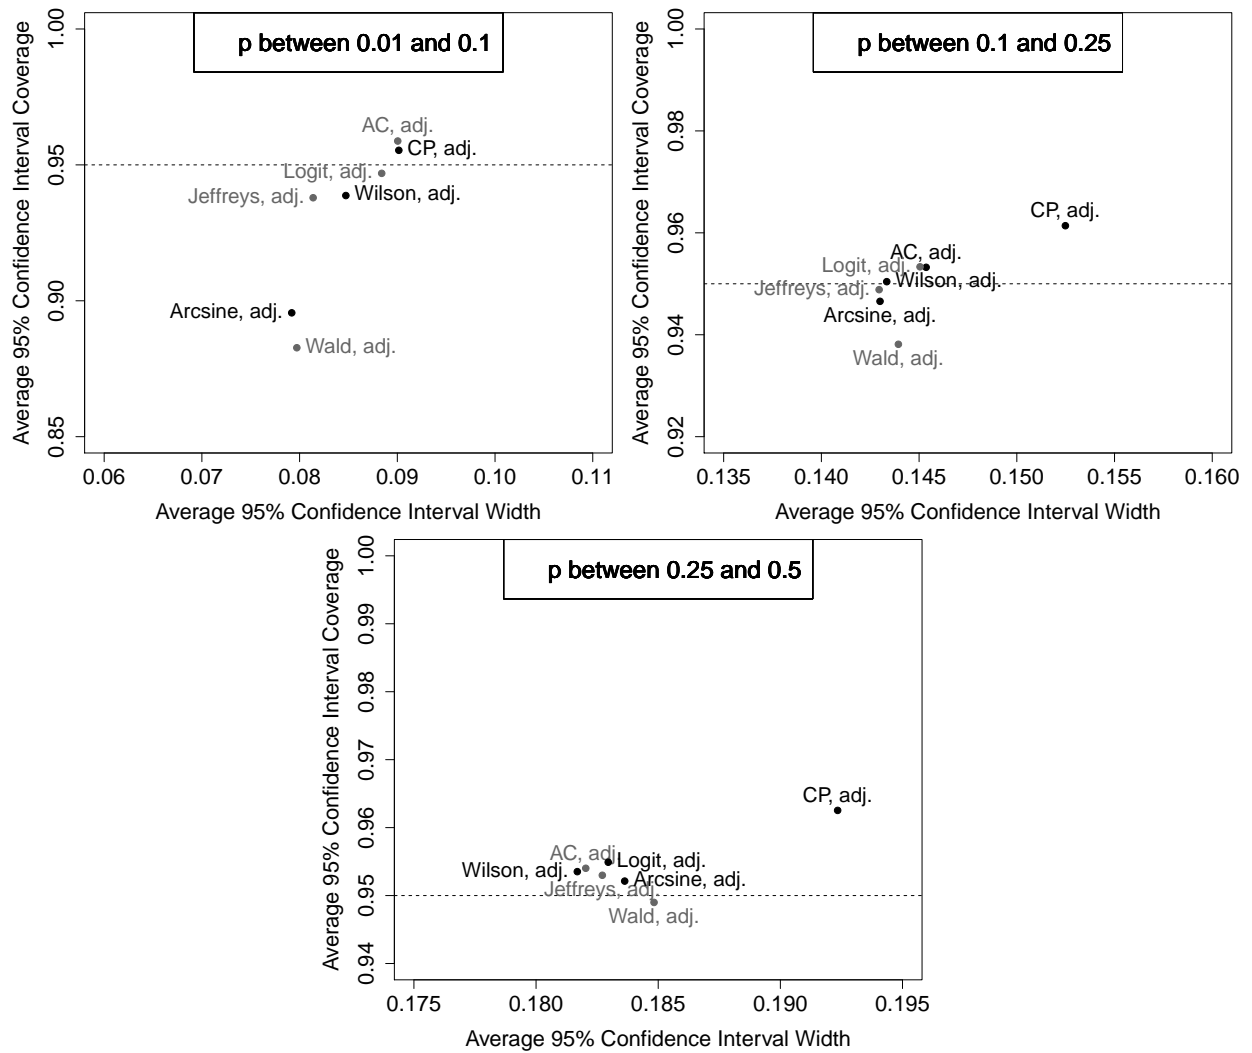 p between 0.01 and 0.1
Average 95% Confidence Interval Coverage
1.00
0.95
0.90
0.85
AC, adj.
CP, adj.
Logit, adj.
Jeffreys, adj.
Wilson, adj.
Arcsine, adj.
Wald, adj.
0.06 0.07 0.08 0.09 0.10 0.11
Average 95% Confidence Interval Width
p between 0.1 and 0.25
Average 95% Confidence Interval Coverage
1.00
0.98
0.96
0.94
0.92
CP, adj.
AC, adj.
Logit, adj.
Wilson, adj.
Jeffreys, adj.
Arcsine, adj.
Wald, adj.
0.135 0.140 0.145 0.150 0.155 0.160
Average 95% Confidence Interval Width
p between 0.25 and 0.5
Average 95% Confidence Interval Coverage
1.00
0.99
0.98
0.97
0.96
0.95
0.94
CP, adj.
AC, adj.
Logit, adj.
Wilson, adj.
Arcsine, adj.
Jeffreys, adj.
Wald, adj.
0.175 0.180 0.185 0.190 0.195
Average 95% Confidence Interval Width